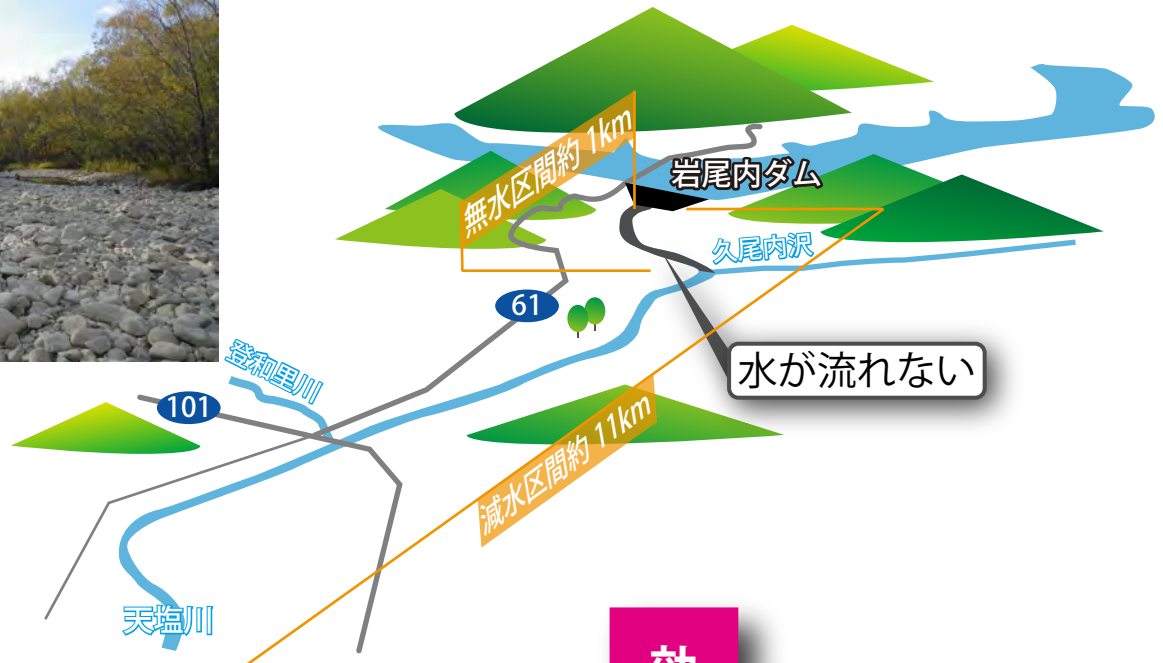 無水区間約 1km
岩尾内ダム
久尾内沢
61
水が流れない
登和里川
101
減水区間約 11km
天塩川